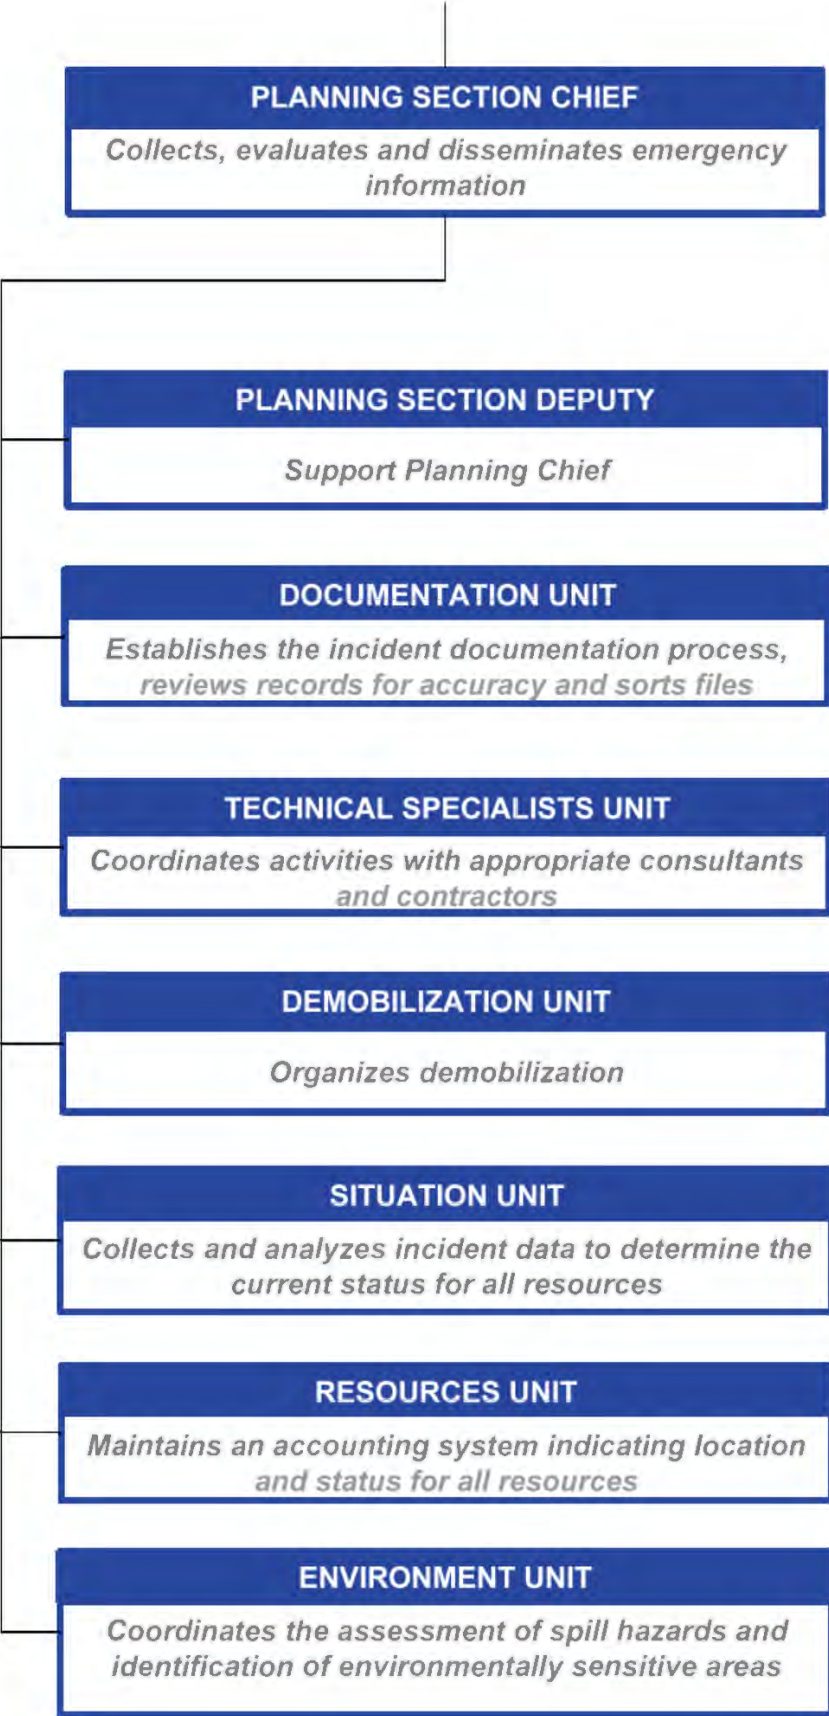 PLANNING SECTION CHIEF
Collects, evaluates and disseminates emergency
information
PLANNING SECTION DEPUTY
Support Planning Chief
DOCUMENTATION UNIT
Establishes the incident documentation process,
reviews records for accuracy and sorts files
TECHNICAL SPECIALISTS UNIT
Coordinates activities with appropriate consultants
and contractors
DEMOBILIZATION UNIT
Organizes demobilization
SITUATION UNIT
Collects and analyzes incident data to determine the
current status for all resources
RESOURCES UNIT
Maintains an accounting system indicating location
and status for all resources
ENVIRONMENT UNIT
Coordinates the assessment of spill hazards and
identification of environmentally sensitive areas